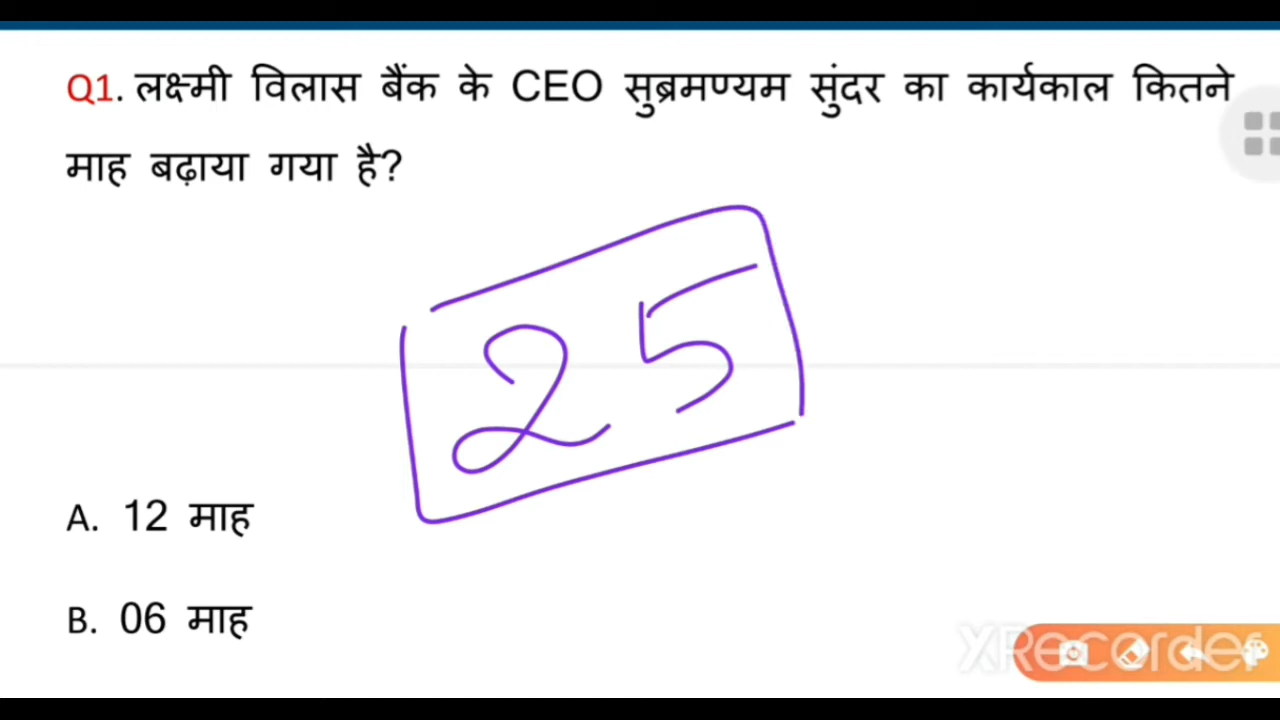 Q1. लक्ष्मी विलास बैंक के CEO सुब्रमण्यम सुंदर का कार्यकाल कितने
माह बढ़ाया गया है?
25
A. 12 माह
B. 06 माह
XRecorder